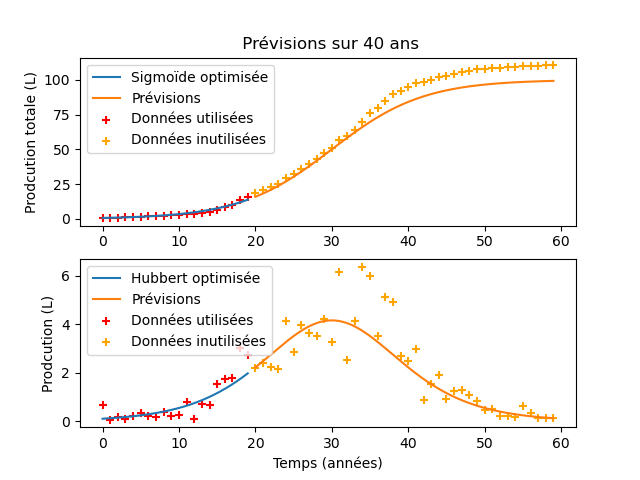 Prévisions sur 40 ans
Prodcution totale (L)
100
75
50
25
0
Sigmoïde optimisée
Prévisions
Données utilisées
Données inutilisées
0 10 20 30 40 50 60
Prodcution (L)
6
4
2
0
Hubbert optimisée
Prévisions
Données utilisées
Données inutilisées
0 10 20 30 40 50 60
Temps (années)